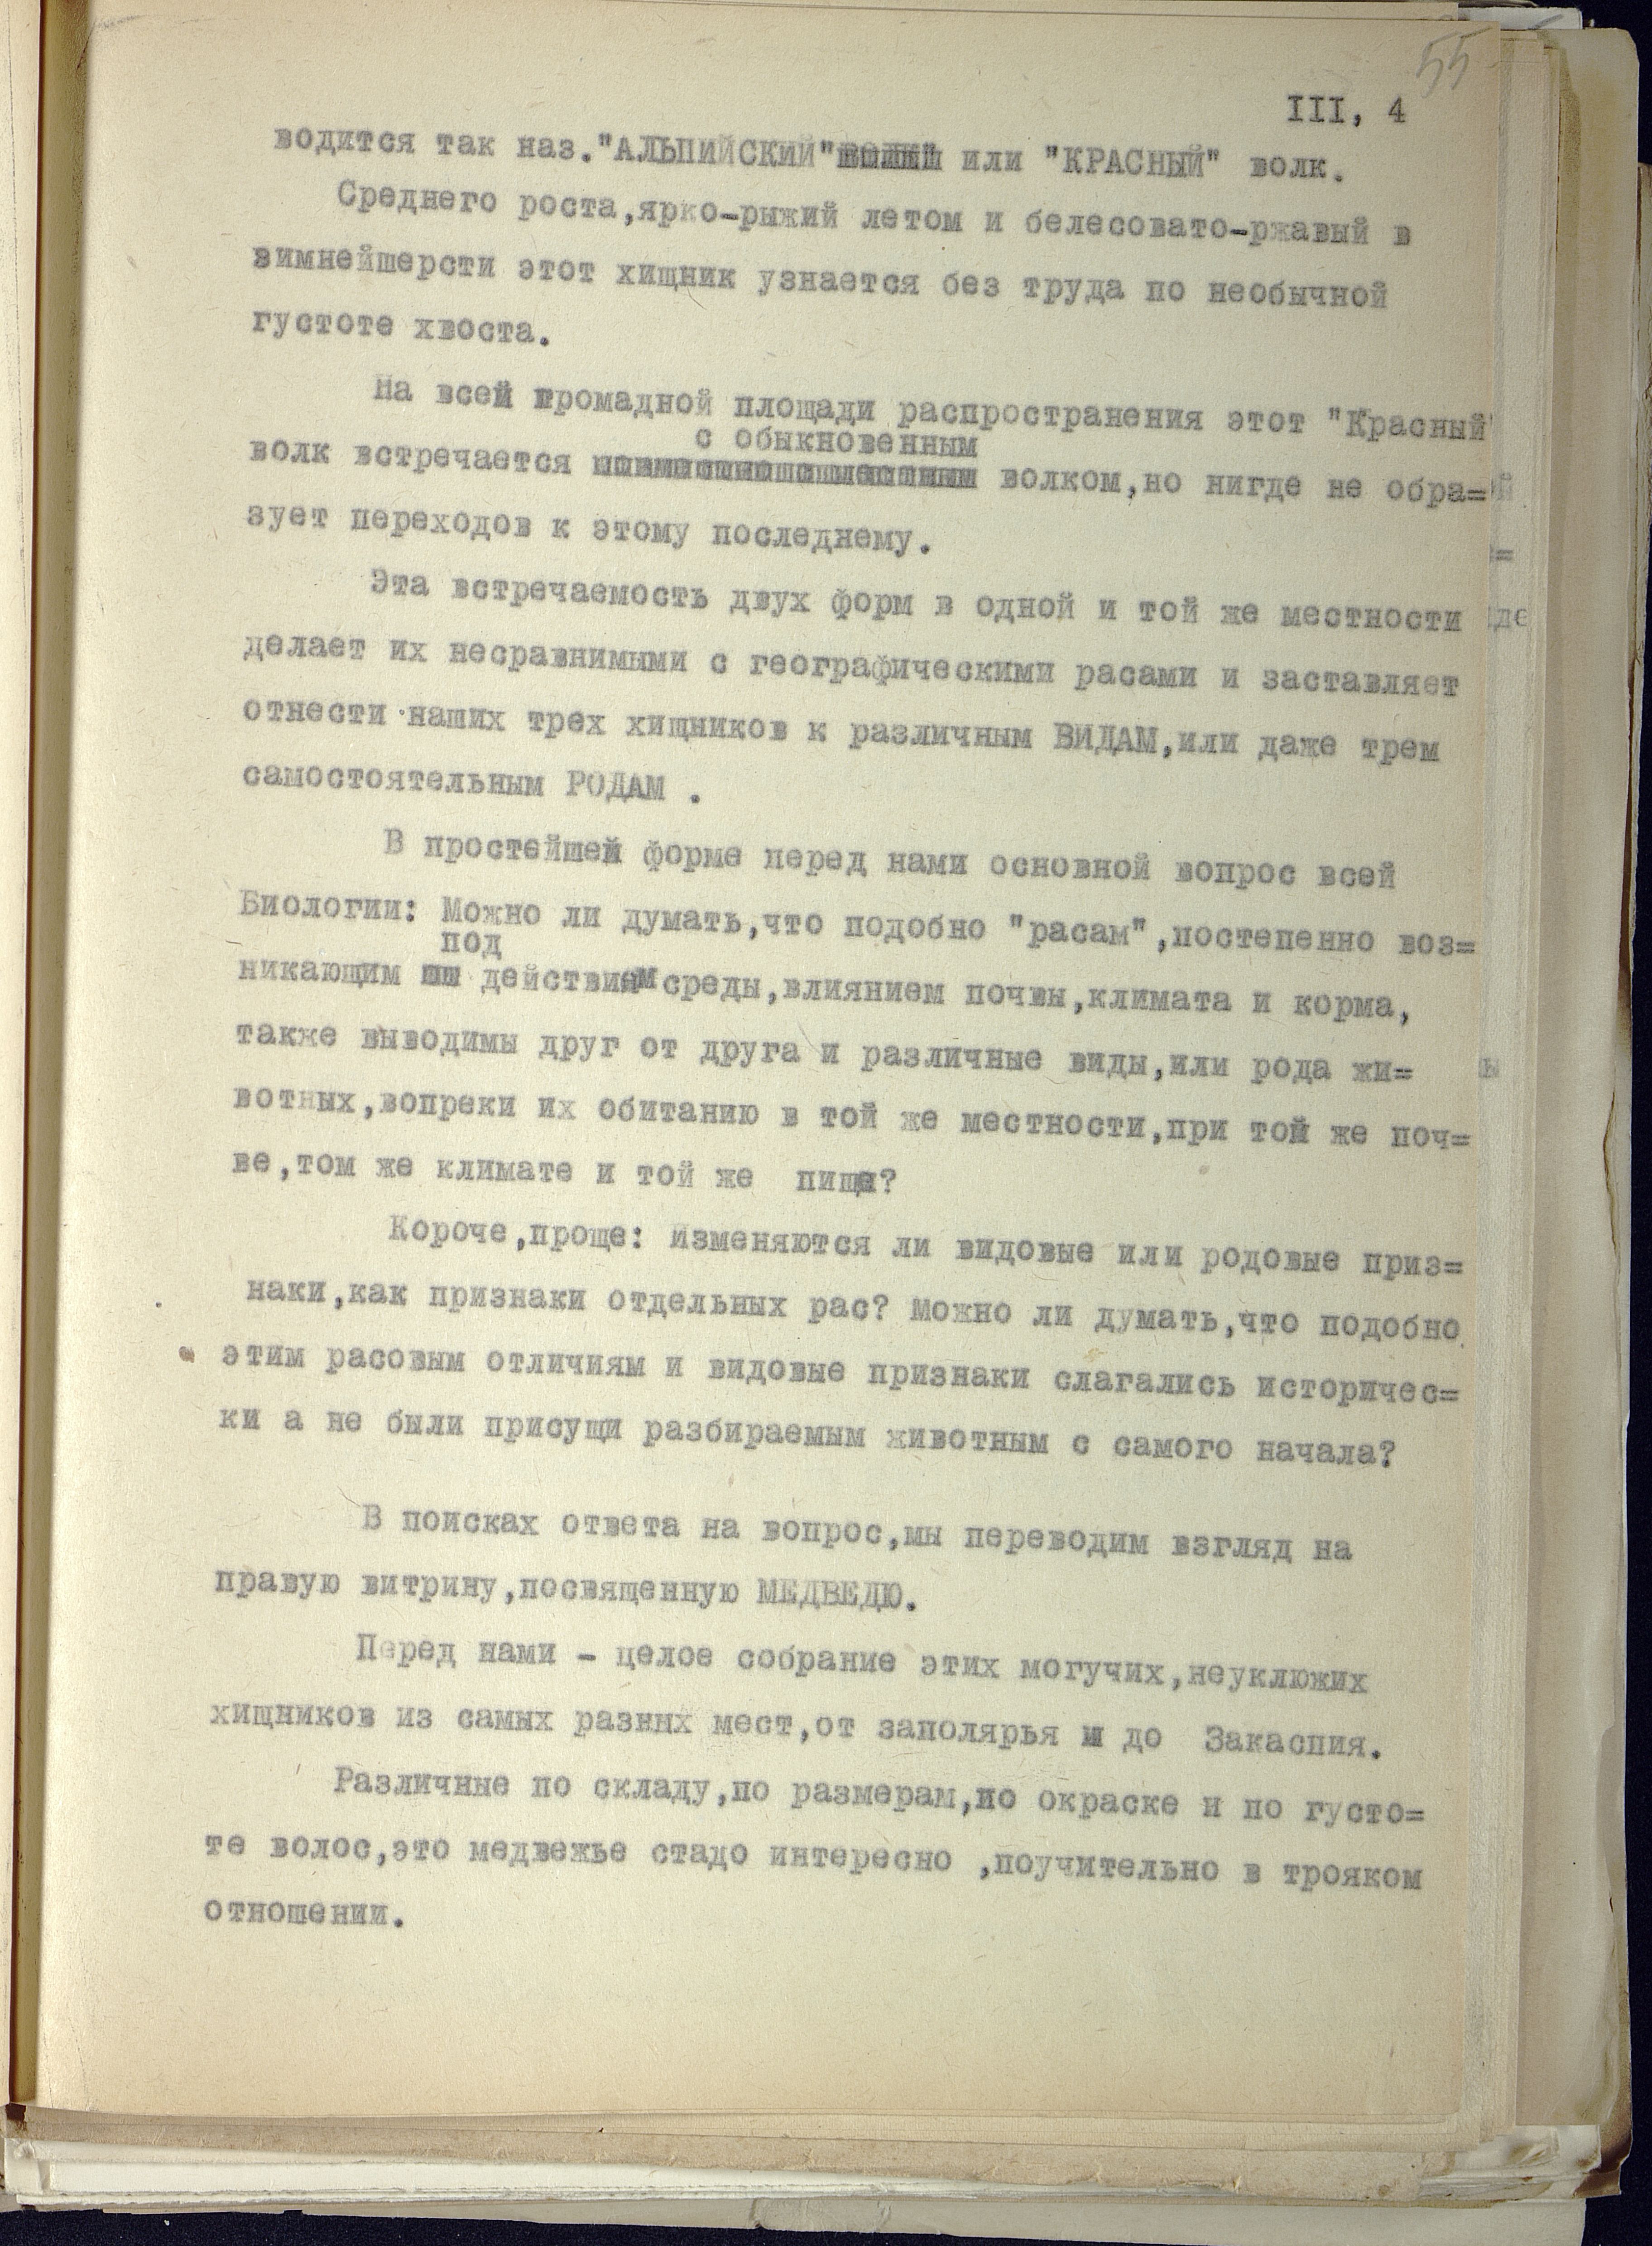 55
III, 4
водится так наз."АЛЬПИЙСКИЙ" или "КРАСНЫЙ" волк.
Среднего роста,ярко-рыжий летом и белесовато-ржавый в
зимнейшерсти этот хищник узнается без труда по необычной
густоте хвоста.
На всей громадной площади распространения этот "Красный"
с обыкновенным
волк встречается волком,но нигде не обра=
зует переходов к этому последнему.
Эта встречаемость двух форм в одной и той же местности
делает их несравнимыми с географическими расами и заставляет
отнести наших трех хищников к различным ВИДАМ,или даже трем
самостоятельным РОДАМ .
В простейшей форме перед нами основной вопрос всей
Биологии: Можно ли думать,что подобно "расам",постепенно воз=
под
никающим действием среды,влиянием почвы,климата и корма,
также выводимы друг от друга и различные виды,или рода жи=
вотных,вопреки их обитанию в той же местности,при той же поч=
ве,том же климате и той же пище?
Короче,проще: Изменяются ли видовые или родовые приз=
наки,как признаки отдельных рас? Можно ли думать,что подобно
этим расовым отличиям и видовые признаки слагались историчес=
ки а не были присущи разбираемым животным с самого начала?
В поисках ответа на вопрос,мы переводим взгляд на
правую витрину,посвященную МЕДВЕДЮ.
Перед нами - целое собрание этих могучих,неуклюжих
хищников из самых разных мест,от заполярья и до Закаспия.
Различные по складу,по размерам,по окраске и по густо=
те волос,это медвежье стадо интересно ,поучительно в трояком
отношении.